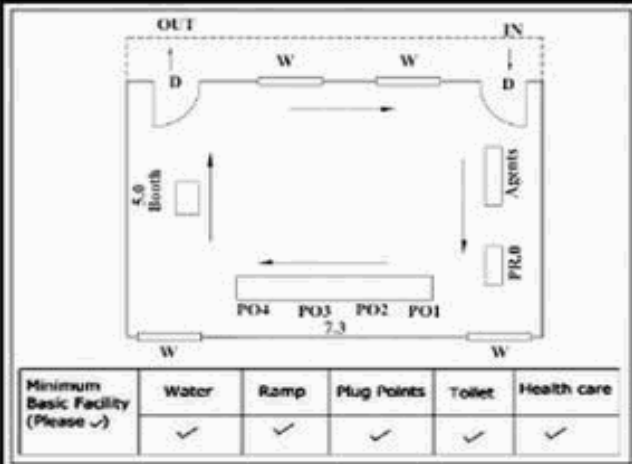 OUT
IN
W
W
D
D
5.0
Booth
Agents
PR.0
PO4
PO3
PO2
PO1
7.3
W
W
Minimum
Basic Facility
(Please ✓)
Water
Ramp
Plug Points
Toilet
Health care
✓
✓
✓
✓
✓